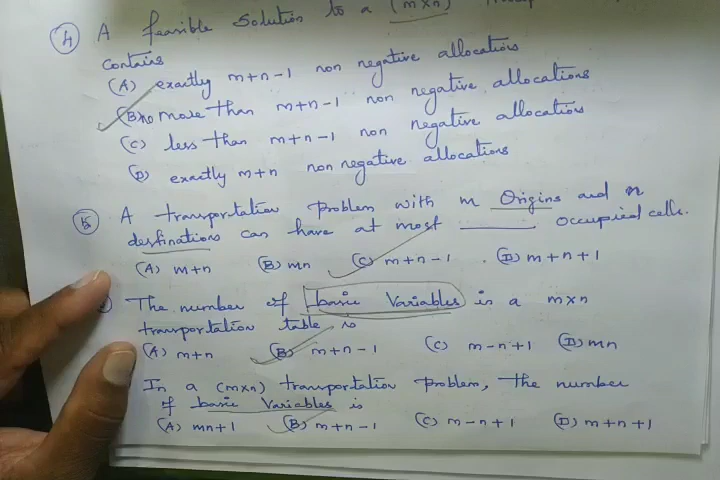 4) A feasible solution to a (m×n)
contains
(A) exactly m+n-1 non negative allocations
(B) no more than m+n-1 non negative allocations
(C) less than m+n-1 non negative allocations
(D) exactly m+n non negative allocations
5) A transportation problem with m Origins and n
destinations can have at most ______ occupied cells.
(A) m+n (B) mn (C) m+n-1 (D) m+n+1
The number of basic Variables in a m×n
transportation table is
(A) m+n (B) m+n-1 (C) m-n+1 (D) mn
In a (m×n) transportation problem, the number
of basic Variables is
(A) mn+1 (B) m+n-1 (C) m-n+1 (D) m+n+1